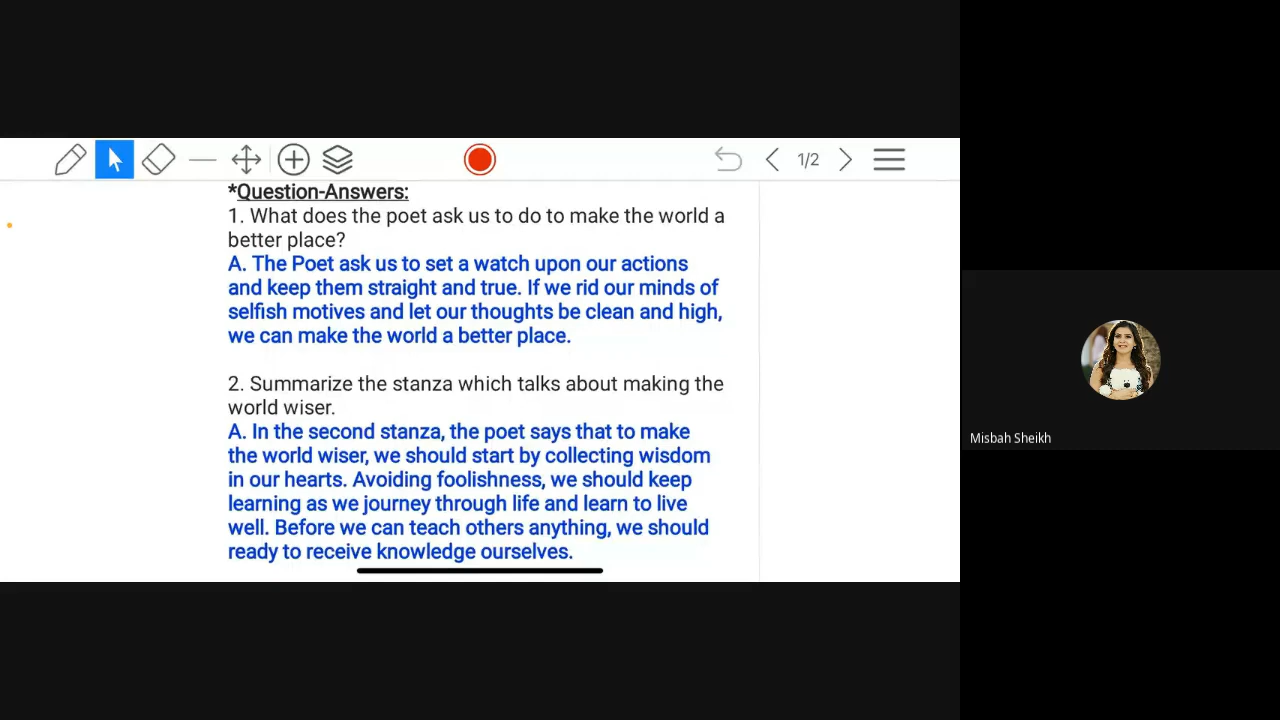 1/2
*Question-Answers:
1. What does the poet ask us to do to make the world a
better place?
A. The Poet ask us to set a watch upon our actions
and keep them straight and true. If we rid our minds of
selfish motives and let our thoughts be clean and high,
we can make the world a better place.
2. Summarize the stanza which talks about making the
world wiser.
A. In the second stanza, the poet says that to make
the world wiser, we should start by collecting wisdom
in our hearts. Avoiding foolishness, we should keep
learning as we journey through life and learn to live
well. Before we can teach others anything, we should
ready to receive knowledge ourselves.
Misbah Sheikh